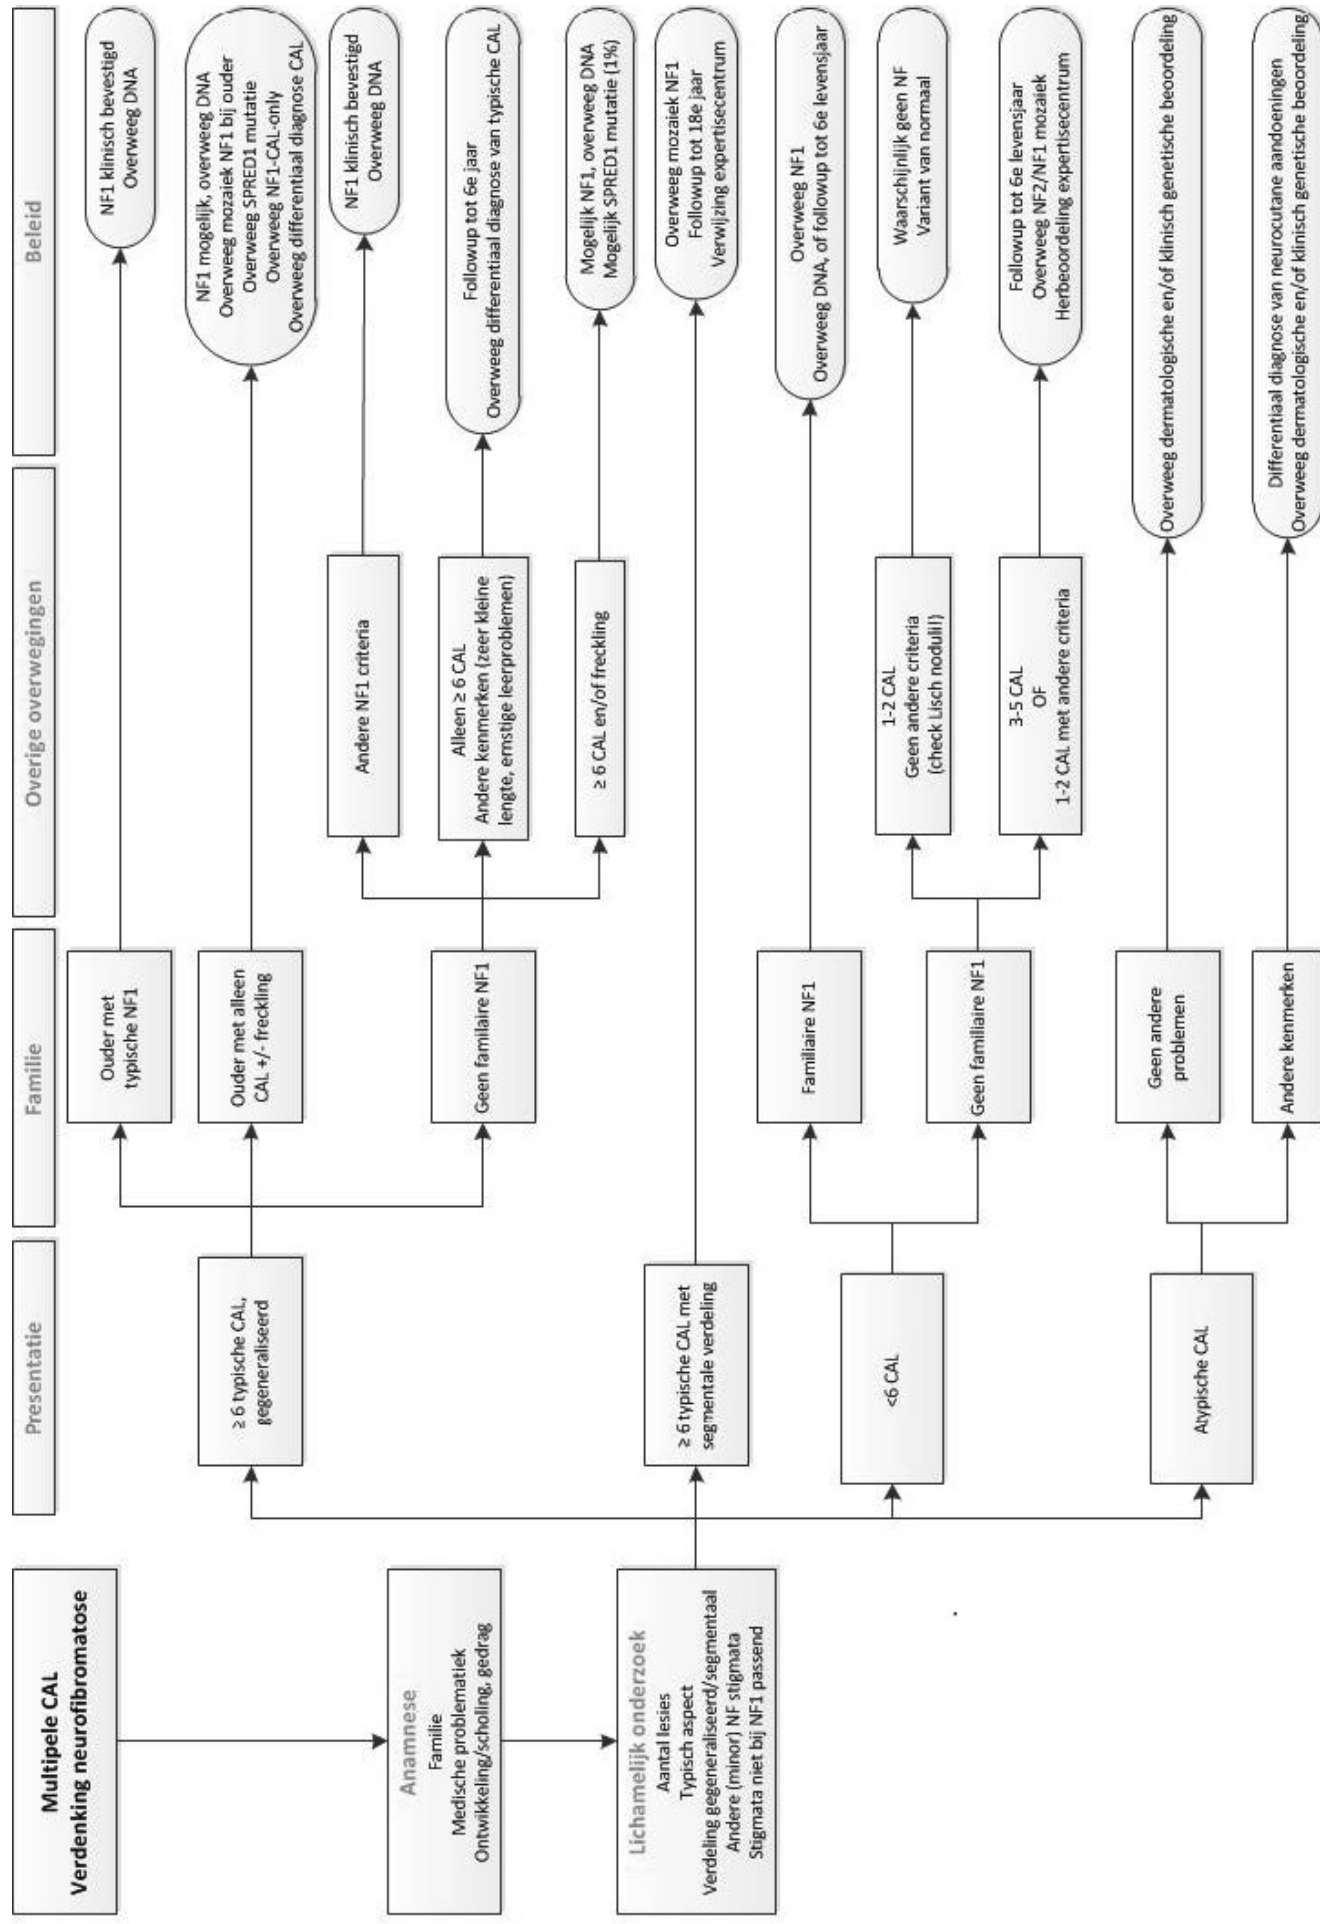 Multipele CAL
Verdenking neurofibromatose
Anamnese
Familie
Medische problematiek
Ontwikkeling/scholing, gedrag
Lichamelijk onderzoek
Aantal lesies
Typisch aspect
Verdeling gegeneraliseerd/segmentaal
Andere (minor) NF stigmata
Stigmata niet bij NF1 passend
Presentatie
≥ 6 typische CAL,
gegeneraliseerd
≥ 6 typische CAL met
segmentale verdeling
<6 CAL
Atypische CAL
Familie
Ouder met
typische NF1
Ouder met alleen
CAL +/- freckling
Geen familaire NF1
Familiaire NF1
Geen familiaire NF1
Geen andere
problemen
Andere kenmerken
Overige overwegingen
Andere NF1 criteria
Alleen ≥ 6 CAL
Andere kenmerken (zeer kleine
lengte, ernstige leerproblemen)
≥ 6 CAL en/of freckling
1-2 CAL
Geen andere criteria
(check Lisch noduli!)
3-5 CAL
OF
1-2 CAL met andere criteria
Beleid
NF1 klinisch bevestigd
Overweeg DNA
NF1 mogelijk, overweeg DNA
Overweeg mozaiek NF1 bij ouder
Overweeg SPRED1 mutatie
Overweeg NF1-CAL-only
Overweeg differentiaal diagnose CAL
NF1 klinisch bevestigd
Overweeg DNA
Followup tot 6e jaar
Overweeg differentiaal diagnose van typische CAL
Mogelijk NF1, overweeg DNA
Mogelijk SPRED1 mutatie (1%)
Overweeg mozaiek NF1
Followup tot 18e jaar
Verwijzing expertisecentrum
Overweeg NF1
Overweeg DNA, of followup tot 6e levensjaar
Waarschijnlijk geen NF
Variant van normaal
Followup tot 6e levensjaar
Overweeg NF2/NF1 mozaiek
Herbeoordeling expertisecentrum
Overweeg dermatologische en/of klinisch genetische beoordeling
Differentiaal diagnose van neurocutane aandoeningen
Overweeg dermatologische en/of klinisch genetische beoordeling